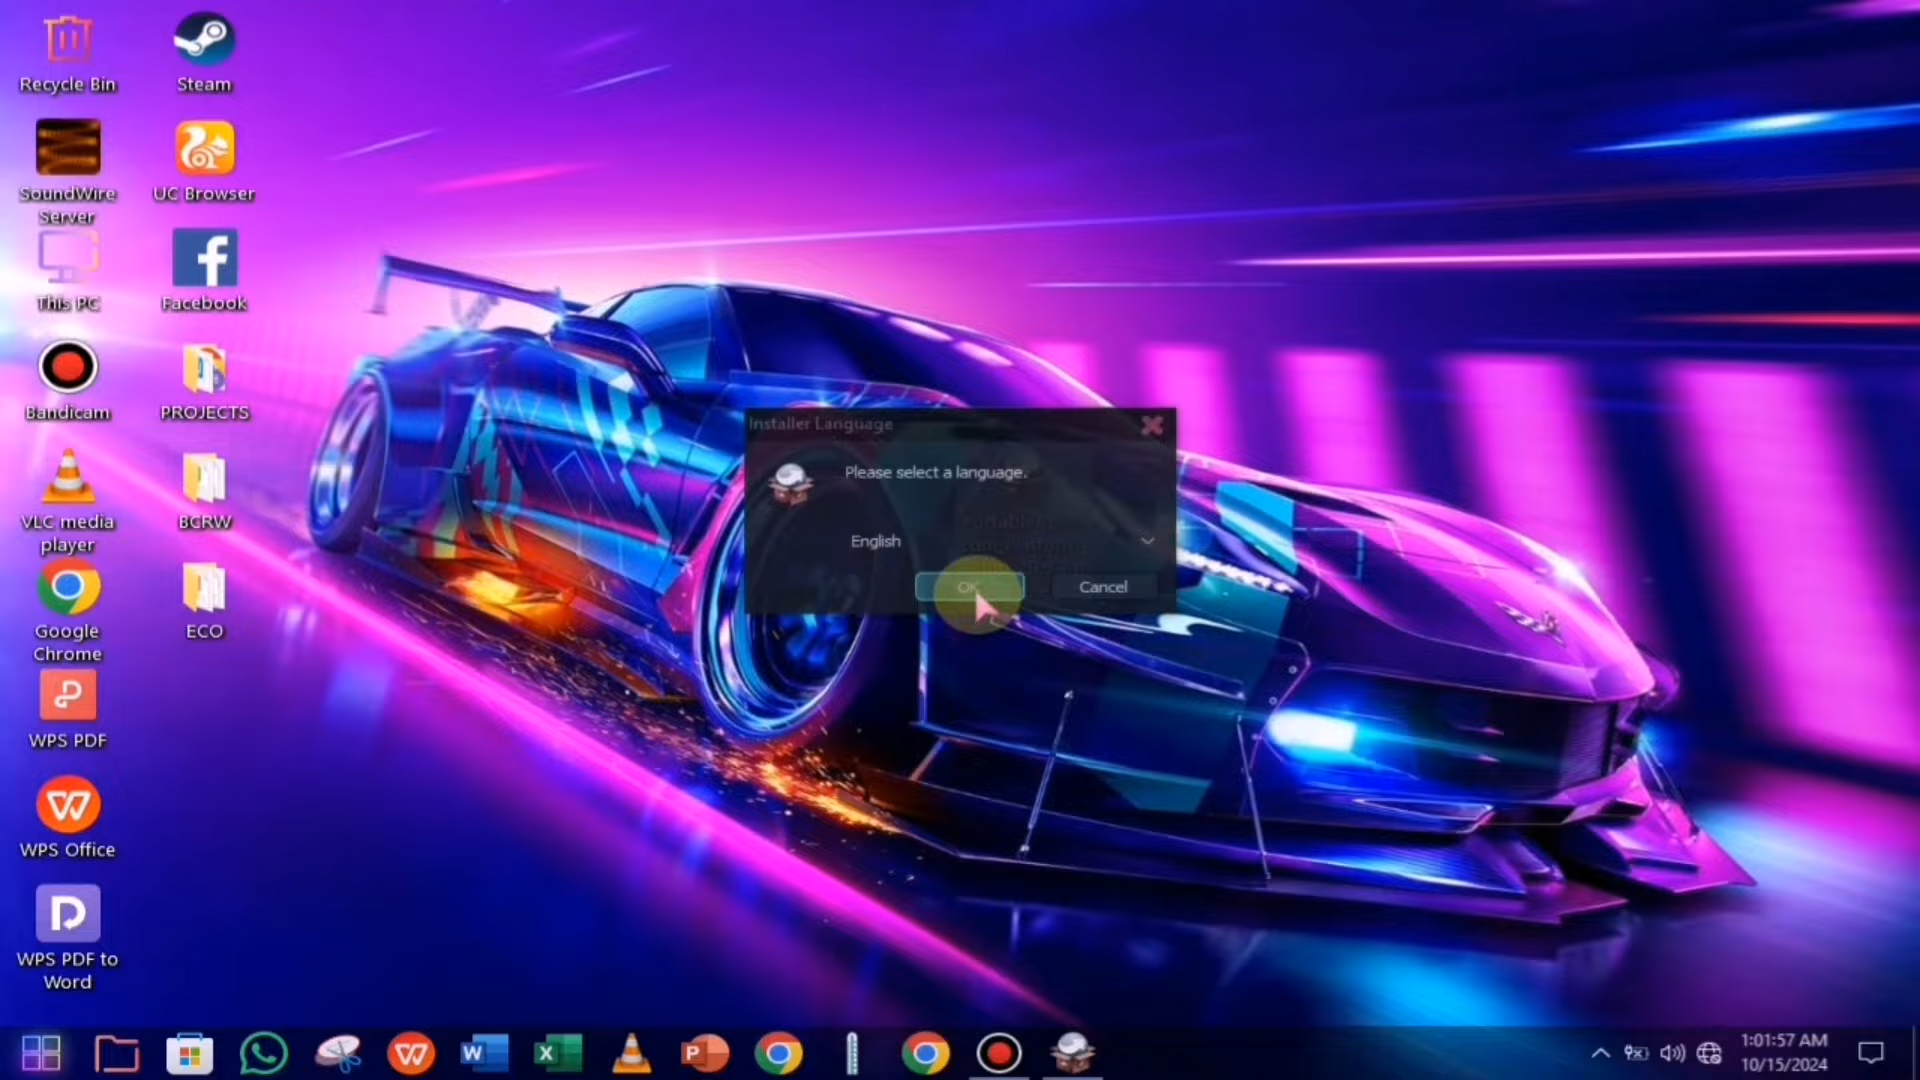 Recycle Bin
Steam
SoundWire
Server
UC Browser
This PC
Facebook
Bandicam
PROJECTS
VLC media
player
BCRW
Google
Chrome
ECO
WPS PDF
WPS Office
WPS PDF to
Word
Installer Language
Please select a language.
English
OK
Cancel
1:01:57 AM
10/15/2024